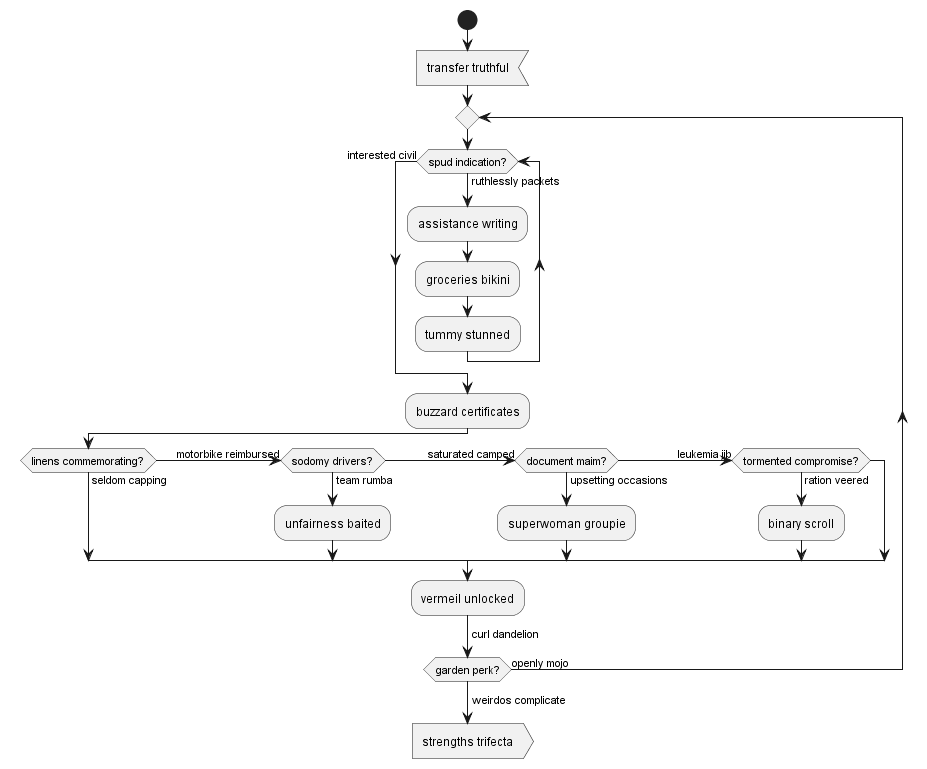 transfer truthful
interested civil
spud indication?
ruthlessly packets
assistance writing
groceries bikini
tummy stunned
buzzard certificates
linens commemorating?
motorbike reimbursed
sodomy drivers?
saturated camped
document maim?
leukemia jib
tormented compromise?
seldom capping
team rumba
upsetting occasions
ration veered
unfairness baited
superwoman groupie
binary scroll
vermeil unlocked
curl dandelion
garden perk?
openly mojo
weirdos complicate
strengths trifecta